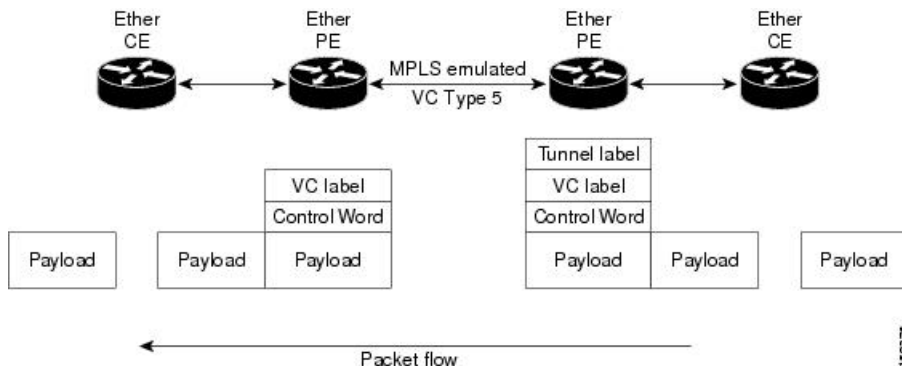 Ether CE
Ether PE
Ether PE
Ether CE
MPLS emulated
VC Type 5
Tunnel label
VC label
VC label
Control Word
Control Word
Payload
Payload
Payload
Payload
Payload
Payload
Packet flow